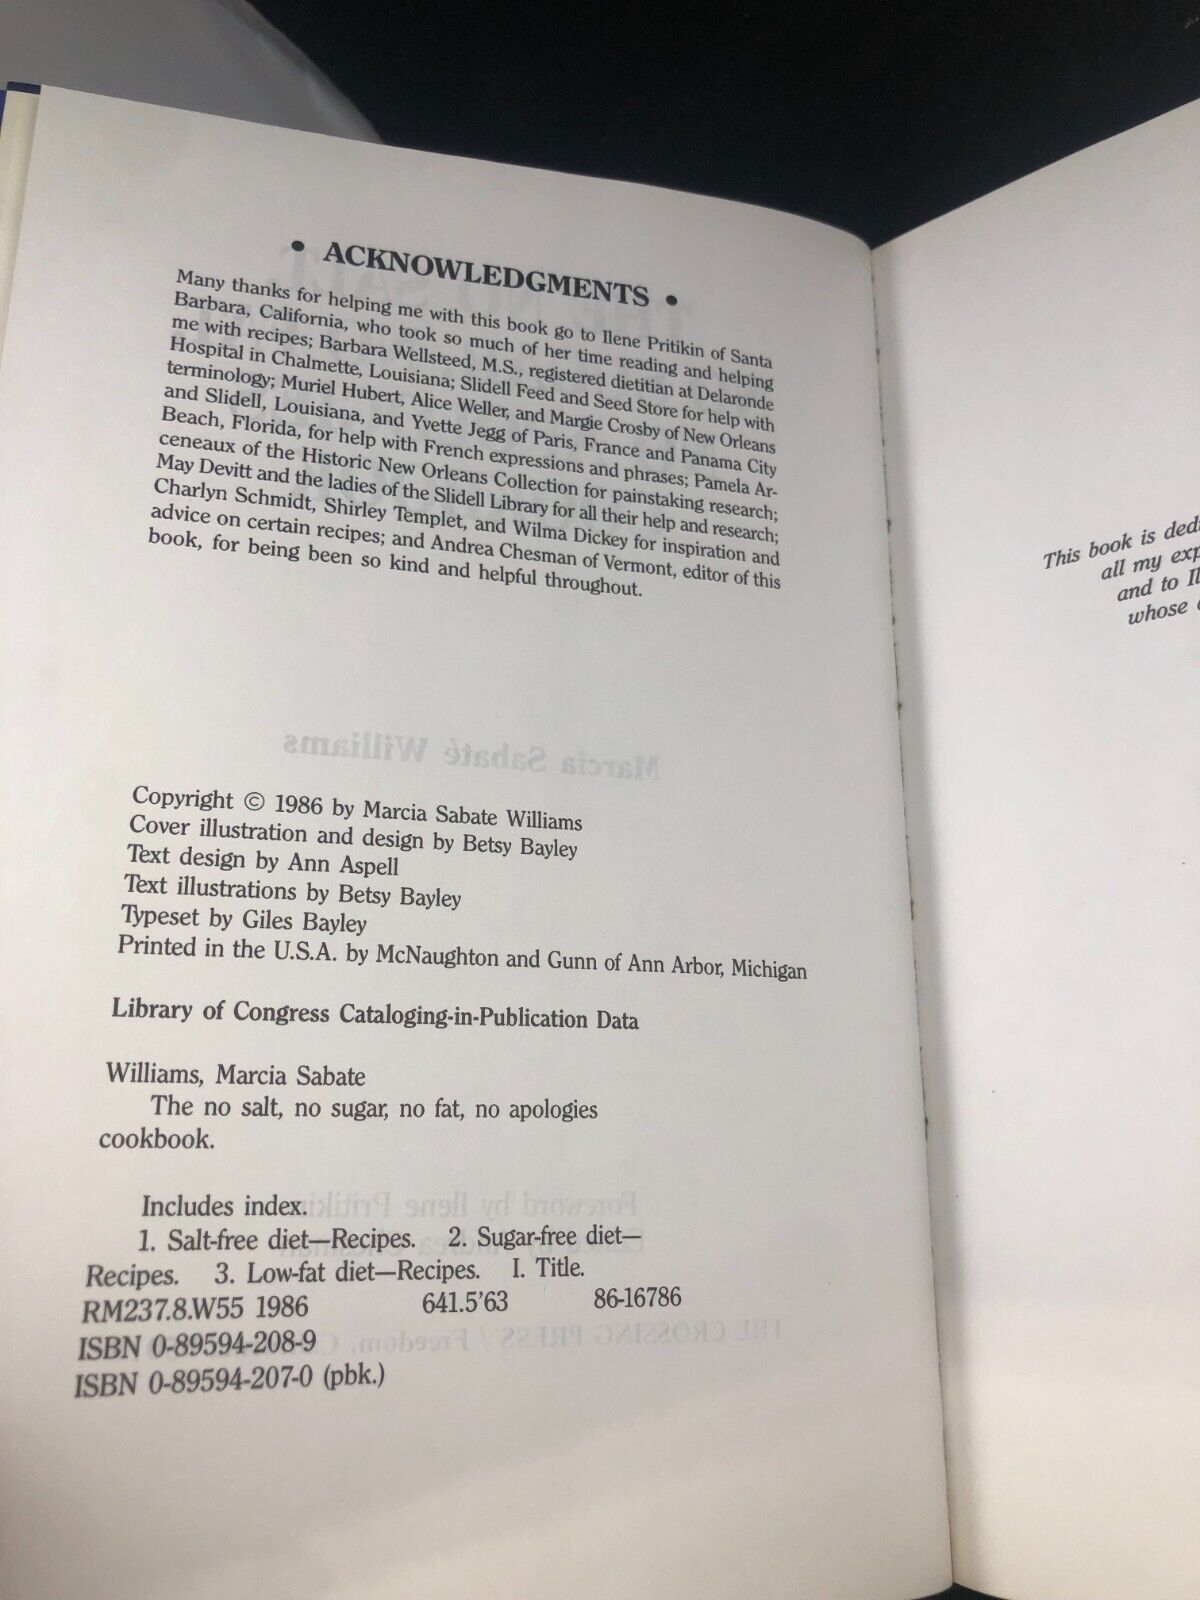 • ACKNOWLEDGMENTS •
Many thanks for helping me with this book go to Ilene Pritikin of Santa
Barbara, California, who took so much of her time reading and helping
me with recipes; Barbara Wellsteed, M.S., registered dietitian at Delaronde
Hospital in Chalmette, Louisiana; Slidell Feed and Seed Store for help with
terminology; Muriel Hubert, Alice Weller, and Margie Crosby of New Orleans
and Slidell, Louisiana, and Yvette Jegg of Paris, France and Panama City
Beach, Florida, for help with French expressions and phrases; Pamela Ar-
ceneaux of the Historic New Orleans Collection for painstaking research;
May Devitt and the ladies of the Slidell Library for all their help and research;
Charlyn Schmidt, Shirley Templet, and Wilma Dickey for inspiration and
advice on certain recipes; and Andrea Chesman of Vermont, editor of this
book, for being been so kind and helpful throughout.
Marcia Sabaté Williams
Copyright © 1986 by Marcia Sabate Williams
Cover illustration and design by Betsy Bayley
Text design by Ann Aspell
Text illustrations by Betsy Bayley
Typeset by Giles Bayley
Printed in the U.S.A. by McNaughton and Gunn of Ann Arbor, Michigan
Library of Congress Cataloging-in-Publication Data
Williams, Marcia Sabate
The no salt, no sugar, no fat, no apologies
cookbook.
Foreword by Ilene Pritikin
Includes index.
1. Salt-free diet—Recipes. 2. Sugar-free diet—
Recipes. 3. Low-fat diet—Recipes. I. Title.
RM237.8.W55 1986 641.5'63 86-16786
THE CROSSING PRESS / Freedom,
ISBN 0-89594-208-9
ISBN 0-89594-207-0 (pbk.)
This book is dedi
all my exp
and to Il
whose